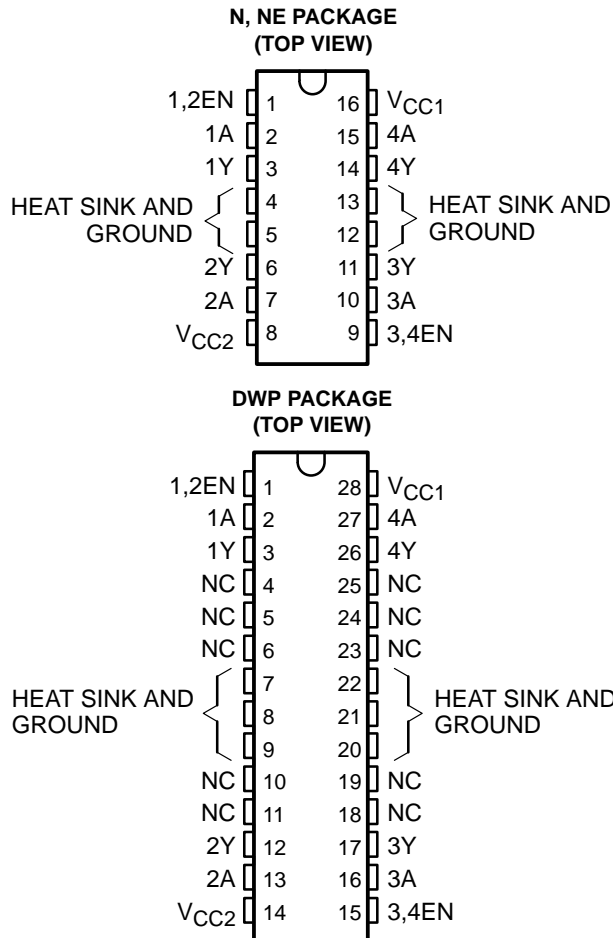 N, NE PACKAGE
(TOP VIEW)
1,2EN 1 16 VCC1
1A 2 15 4A
1Y 3 14 4Y
HEAT SINK AND GROUND 4 13 HEAT SINK AND GROUND
5 12
2Y 6 11 3Y
2A 7 10 3A
VCC2 8 9 3,4EN
DWP PACKAGE
(TOP VIEW)
1,2EN 1 28 VCC1
1A 2 27 4A
1Y 3 26 4Y
NC 4 25 NC
NC 5 24 NC
NC 6 23 NC
7 22
HEAT SINK AND GROUND 8 21 HEAT SINK AND GROUND
9 20
NC 10 19 NC
NC 11 18 NC
2Y 12 17 3Y
2A 13 16 3A
VCC2 14 15 3,4EN